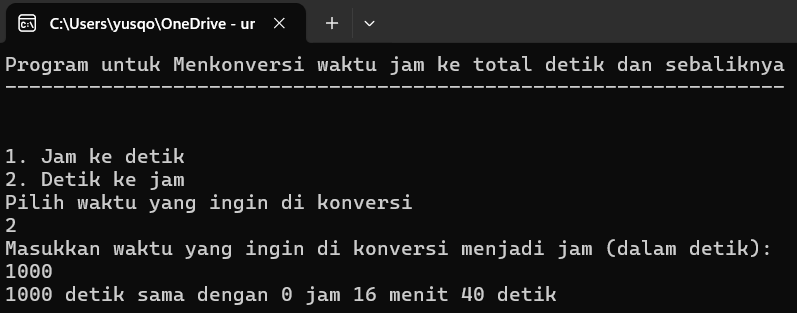 C:\Users\yusqo\OneDrive - ur
Program untuk Menkonversi waktu jam ke total detik dan sebaliknya
-----------------------------------------------------------------
1. Jam ke detik
2. Detik ke jam
Pilih waktu yang ingin di konversi
2
Masukkan waktu yang ingin di konversi menjadi jam (dalam detik):
1000
1000 detik sama dengan 0 jam 16 menit 40 detik